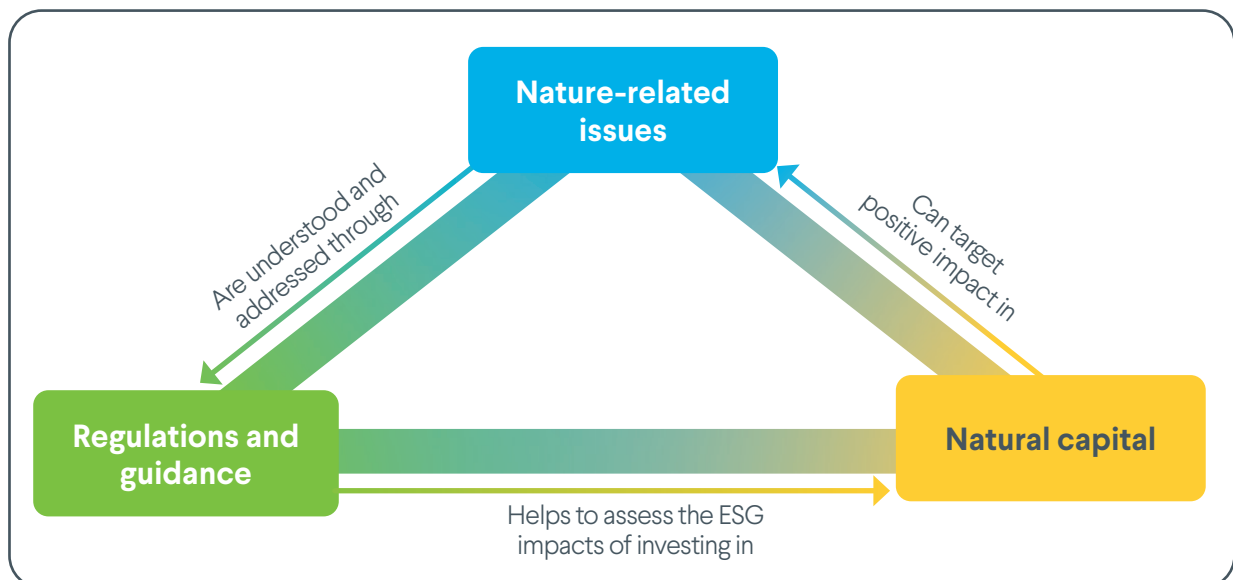 Nature-related
issues
Are understood and
addressed through
Can target
positive impact in
Regulations and
guidance
Natural capital
Helps to assess the ESG
impacts of investing in